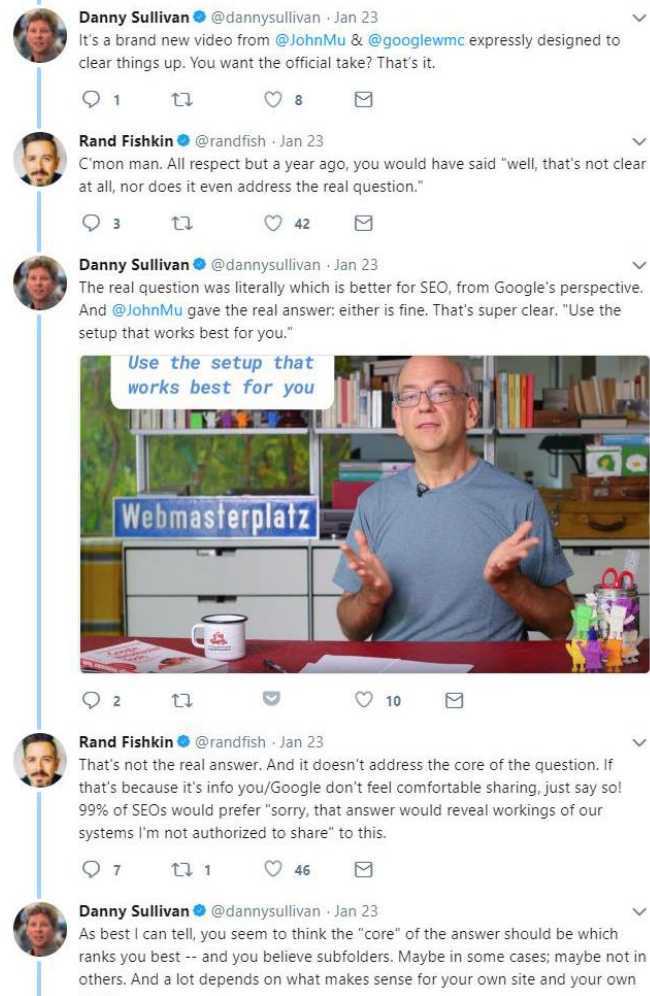 Danny Sullivan @dannysullivan · Jan 23
It's a brand new video from @JohnMu & @googlewmc expressly designed to
clear things up. You want the official take? That's it.
1 8
Rand Fishkin @randfish · Jan 23
C'mon man. All respect but a year ago, you would have said "well, that's not clear
at all, nor does it even address the real question."
3 42
Danny Sullivan @dannysullivan · Jan 23
The real question was literally which is better for SEO, from Google's perspective.
And @JohnMu gave the real answer: either is fine. That's super clear. "Use the
setup that works best for you."
Use the setup that
works best for you
Webmasterplatz
2 10
Rand Fishkin @randfish · Jan 23
That's not the real answer. And it doesn't address the core of the question. If
that's because it's info you/Google don't feel comfortable sharing, just say so!
99% of SEOs would prefer "sorry, that answer would reveal workings of our
systems I'm not authorized to share" to this.
7 1 46
Danny Sullivan @dannysullivan · Jan 23
As best I can tell, you seem to think the "core" of the answer should be which
ranks you best -- and you believe subfolders. Maybe in some cases; maybe not in
others. And a lot depends on what makes sense for your own site and your own